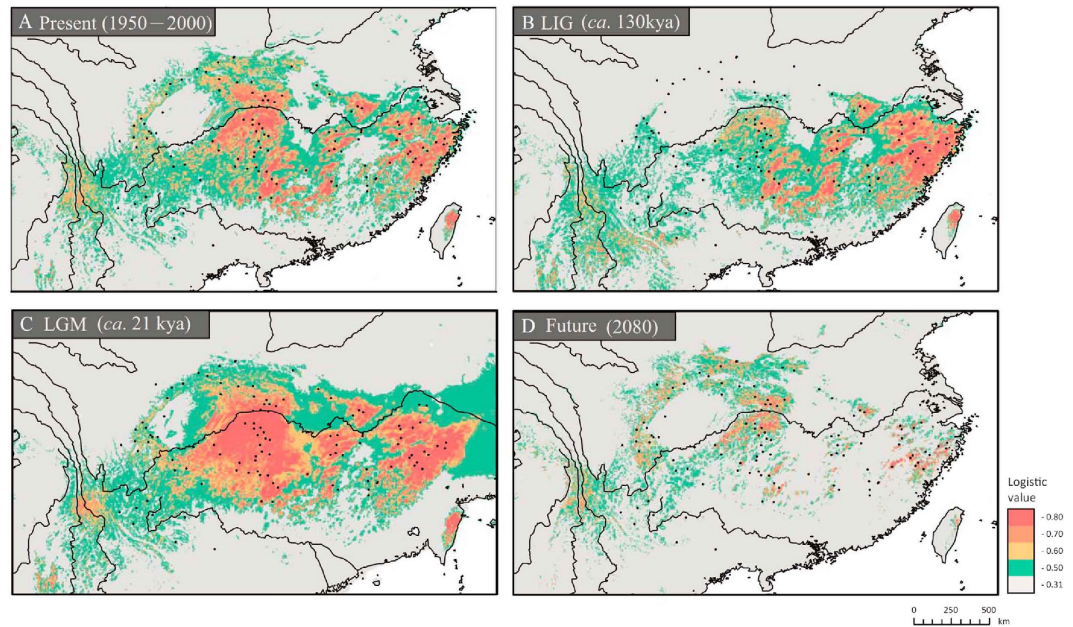 A Present (1950－2000)
B LIG (ca. 130kya)
C LGM (ca. 21 kya)
D Future (2080)
Logistic
value
- 0.80
- 0.70
- 0.60
- 0.50
- 0.31
0 250 500
km